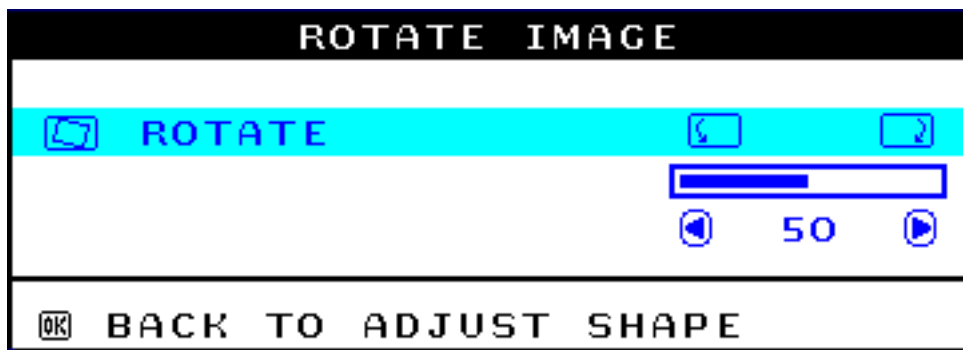 ROTATE IMAGE
ROTATE
50
OK BACK TO ADJUST SHAPE